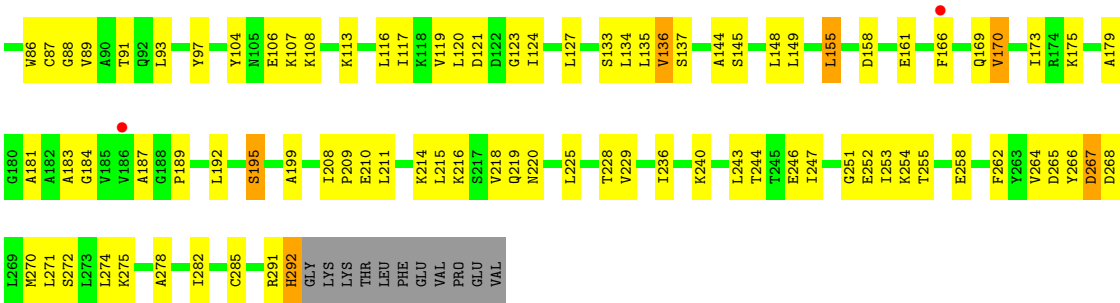 W86 C87 G88 V89 A90 T91 Q92 L93 Y97 Y104 N105 E106 K107 K108 K113 L116 I117 K118 V119 L120 D121 D122 G123 I124 L127 S133 L134 L135 V136 S137 A144 S145 L148 L149 L155 D158 E161 F166 Q169 V170 I173 R174 K175 A179
G180 A181 A182 A183 G184 V185 V186 A187 G188 P189 L192 S195 A199 I208 P209 E210 L211 K214 L215 K216 S217 V218 Q219 N220 L225 T228 V229 I236 K240 L243 T244 T245 E246 I247 G251 E252 I253 K254 T255 E258 F262 Y263 V264 D265 Y266 D267 D268
L269 M270 L271 S272 L273 L274 K275 A278 I282 C285 R291 H292 GLY LYS LYS THR LEU PHE GLU VAL PRO GLU VAL